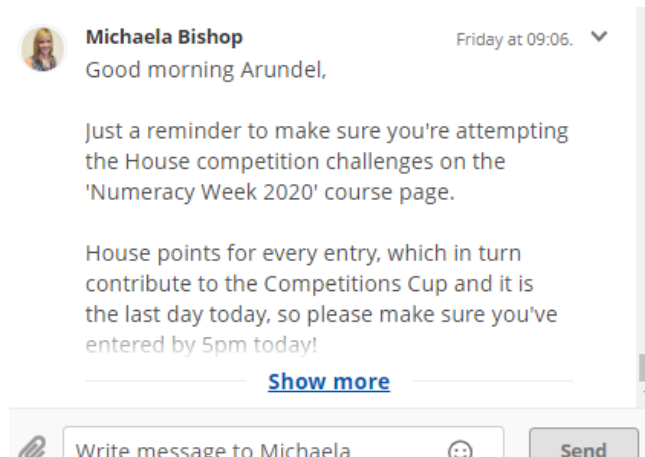 Michaela Bishop
Friday at 09:06.
Good morning Arundel,
Just a reminder to make sure you're attempting
the House competition challenges on the
'Numeracy Week 2020' course page.
House points for every entry, which in turn
contribute to the Competitions Cup and it is
the last day today, so please make sure you've
entered by 5pm today!
Show more
Write message to Michaela
Send